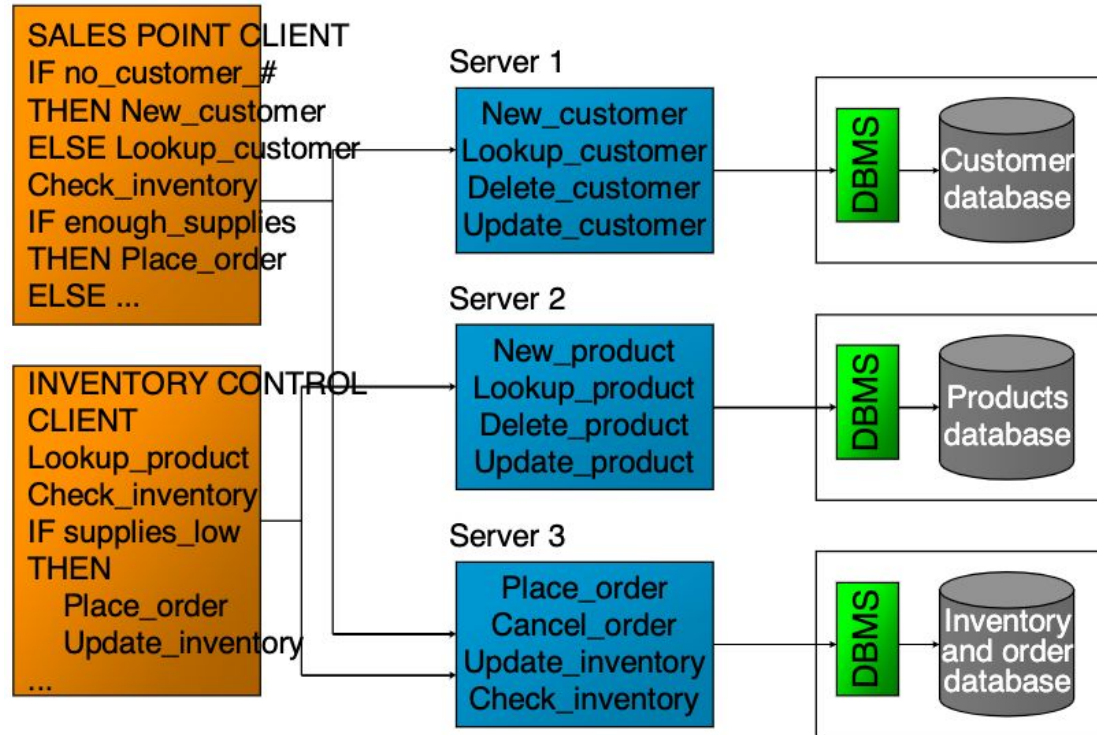 SALES POINT CLIENT
IF no_customer_#
THEN New_customer
ELSE Lookup_customer
Check_inventory
IF enough_supplies
THEN Place_order
ELSE ...
INVENTORY CONTROL
CLIENT
Lookup_product
Check_inventory
IF supplies_low
THEN
Place_order
Update_inventory
...
Server 1
New_customer
Lookup_customer
Delete_customer
Update_customer
DBMS
Customer
database
Server 2
New_product
Lookup_product
Delete_product
Update_product
DBMS
Products
database
Server 3
Place_order
Cancel_order
Update_inventory
Check_inventory
DBMS
Inventory
and order
database